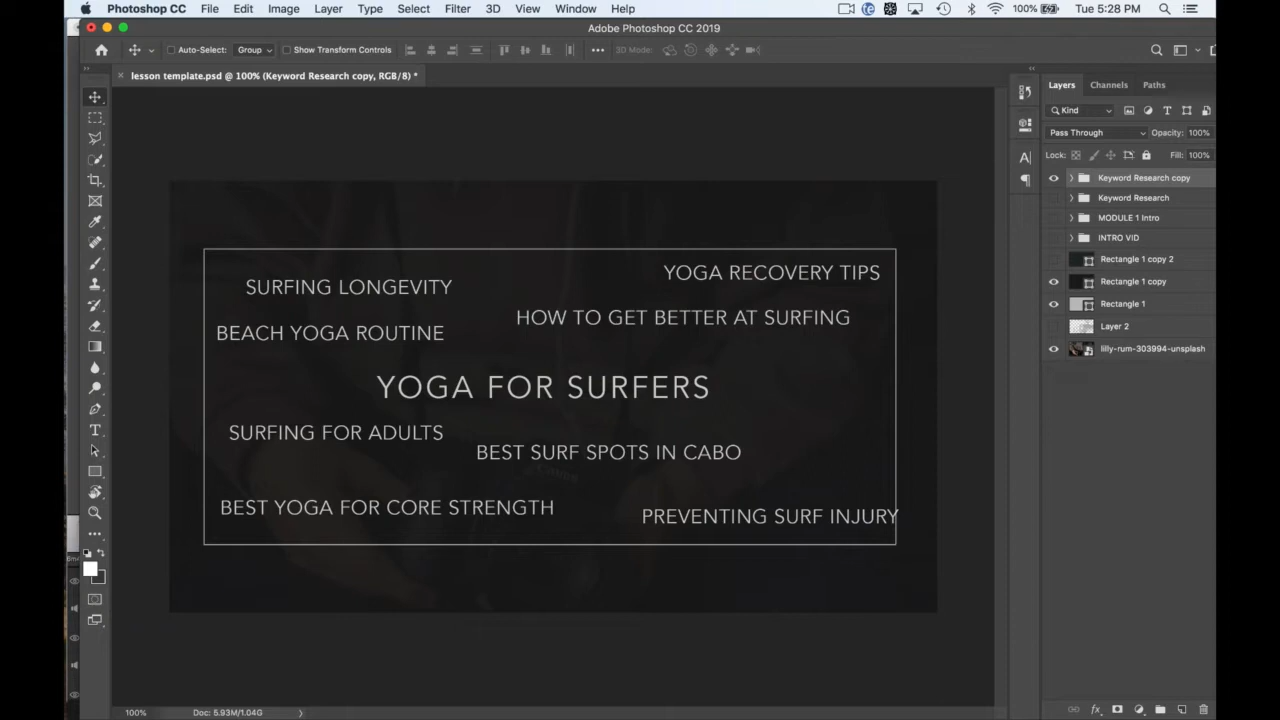 Photoshop CC File Edit Image Layer Type Select Filter 3D View Window Help 100% Tue 5:28 PM
Adobe Photoshop CC 2019
Auto-Select: Group Show Transform Controls 3D Mode:
lesson template.psd @ 100% (Keyword Research copy, RGB/8) *
Layers Channels Paths
Kind
Pass Through Opacity: 100%
Lock: Fill: 100%
Keyword Research copy
Keyword Research
MODULE 1 Intro
INTRO VID
Rectangle 1 copy 2
Rectangle 1 copy
Rectangle 1
Layer 2
lilly-rum-303994-unsplash
YOGA RECOVERY TIPS
SURFING LONGEVITY
HOW TO GET BETTER AT SURFING
BEACH YOGA ROUTINE
YOGA FOR SURFERS
SURFING FOR ADULTS
BEST SURF SPOTS IN CABO
Canon
BEST YOGA FOR CORE STRENGTH
PREVENTING SURF INJURY
100% Doc: 5.93M/1.04G